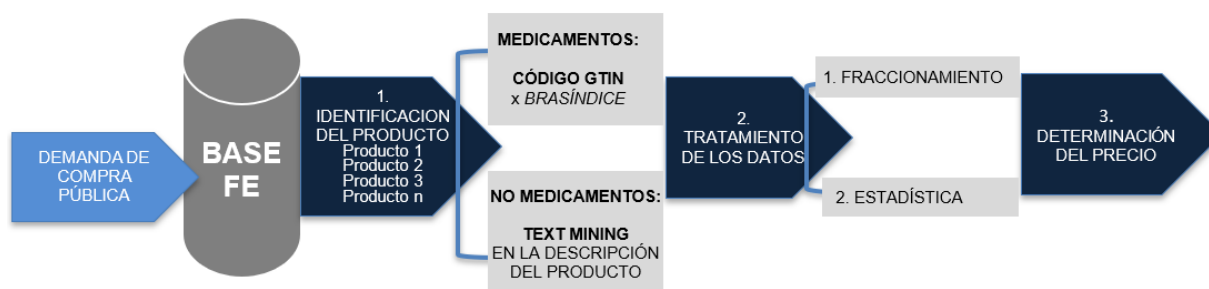 DEMANDA DE
COMPRA
PÚBLICA
BASE
FE
1.
IDENTIFICACION
DEL PRODUCTO
Producto 1
Producto 2
Producto 3
Producto n
MEDICAMENTOS:
CÓDIGO GTIN
x BRASÍNDICE
NO MEDICAMENTOS:
TEXT MINING
EN LA DESCRIPCIÓN
DEL PRODUCTO
2.
TRATAMIENTO
DE LOS DATOS
1. FRACCIONAMIENTO
2. ESTADÍSTICA
3.
DETERMINACIÓN
DEL PRECIO